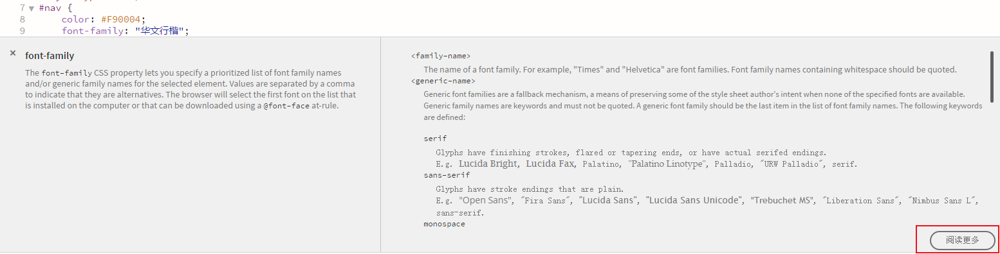 7 ▼ #nav {
8 color: #F90004;
9 font-family: "华文行楷";
× font-family
The font-family CSS property lets you specify a prioritized list of font family names
and/or generic family names for the selected element. Values are separated by a comma
to indicate that they are alternatives. The browser will select the first font on the list that
is installed on the computer or that can be downloaded using a @font-face at-rule.
<family-name>
The name of a font family. For example, "Times" and "Helvetica" are font families. Font family names containing whitespace should be quoted.
<generic-name>
Generic font families are a fallback mechanism, a means of preserving some of the style sheet author's intent when none of the specified fonts are available.
Generic family names are keywords and must not be quoted. A generic font family should be the last item in the list of font family names. The following keywords
are defined:
serif
Glyphs have finishing strokes, flared or tapering ends, or have actual serifed endings.
E.g. Lucida Bright, Lucida Fax, Palatino, "Palatino Linotype", Palladio, "URW Palladio", serif.
sans-serif
Glyphs have stroke endings that are plain.
E.g. "Open Sans", "Fira Sans", "Lucida Sans", "Lucida Sans Unicode", "Trebuchet MS", "Liberation Sans", "Nimbus Sans L",
sans-serif.
monospace
阅读更多